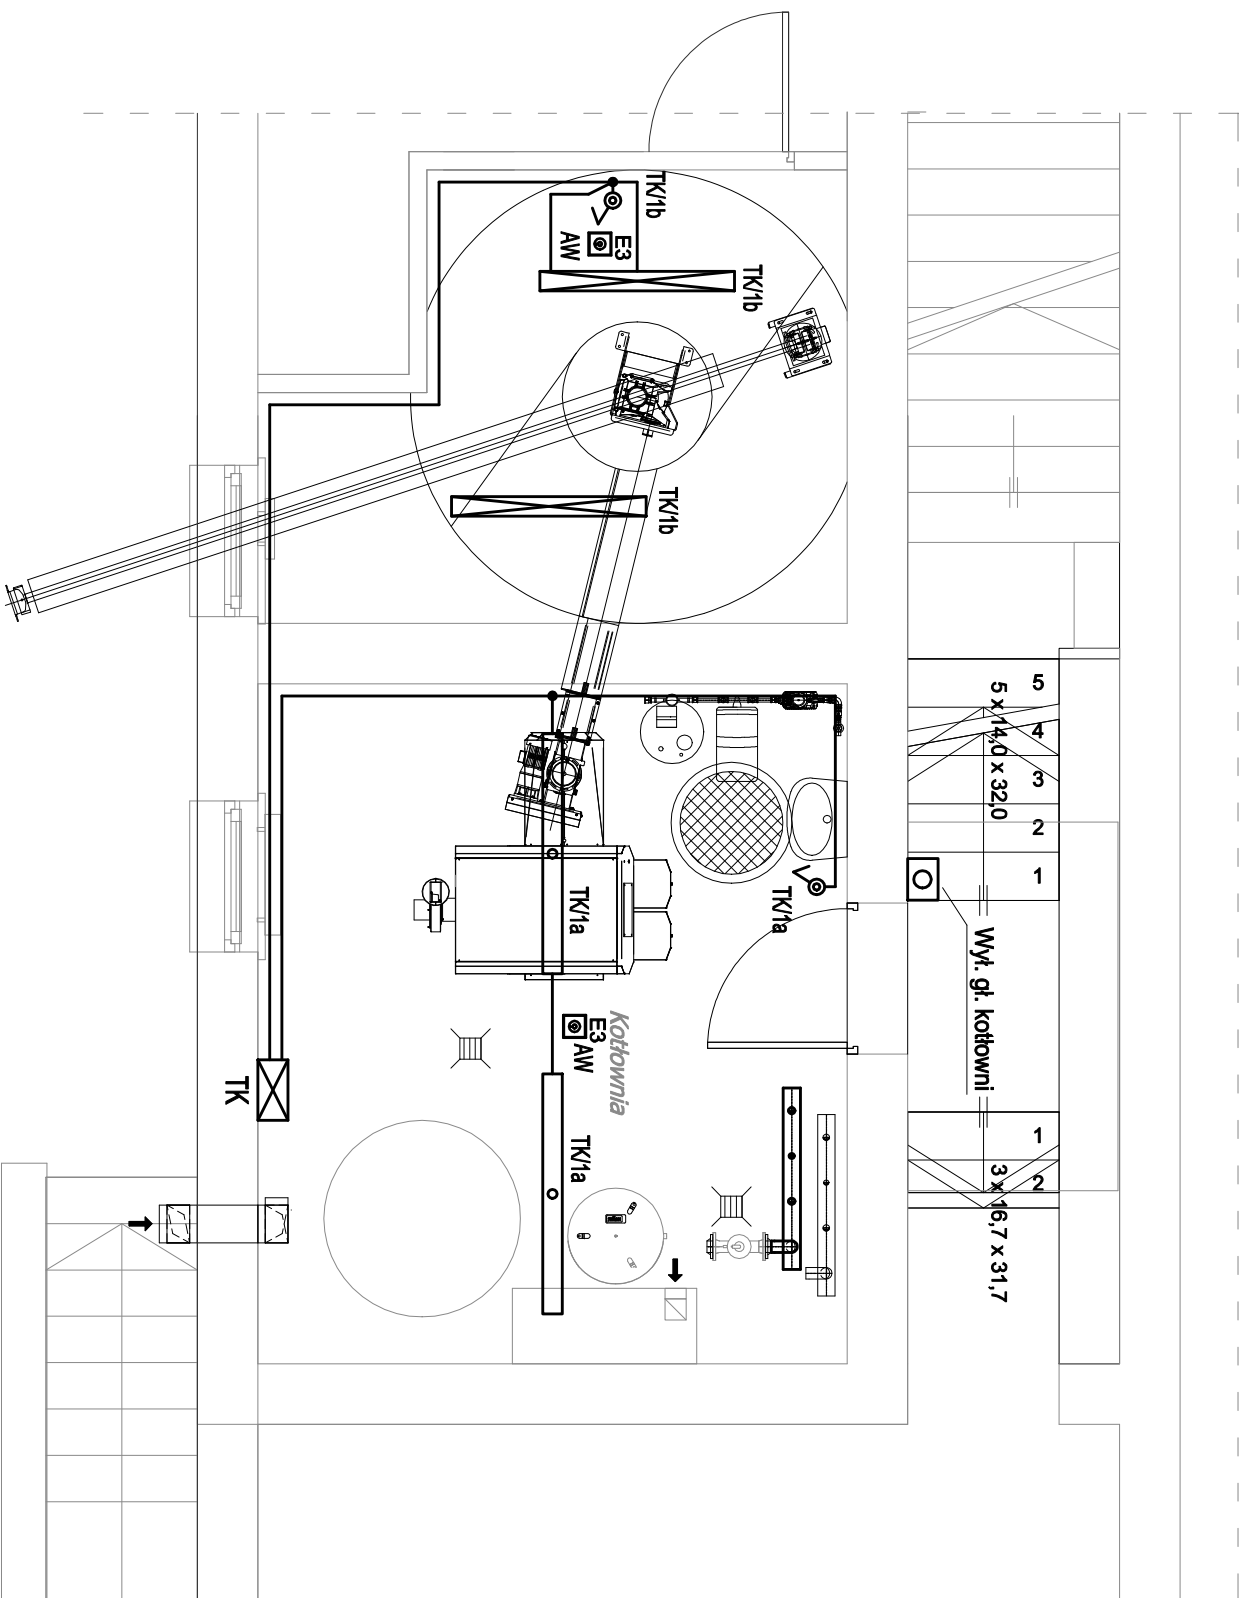 TK/1b
E3
AW
TK/1b
TK/1b
5
4
3
2
1
5 x 14,0 x 32,0
TK/1a
TK/1a
Wył. gł. kotłowni
E3
AW
Kotłownia
TK
TK/1a
1
2
3 x 16,7 x 31,7